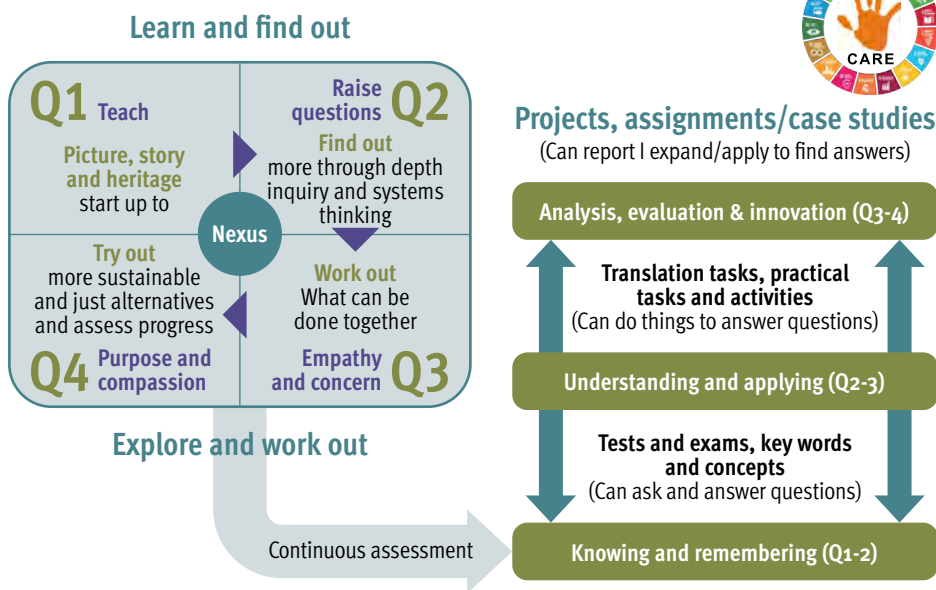 Learn and find out
Q1 Teach
Picture, story
and heritage
start up to
Raise
questions Q2
Find out
more through depth
inquiry and systems
thinking
Nexus
Try out
more sustainable
and just alternatives
and assess progress
Q4 Purpose and
compassion
Work out
What can be
done together
Empathy
and concern Q3
Explore and work out
Continuous assessment
CARE
Projects, assignments/case studies
(Can report I expand/apply to find answers)
Analysis, evaluation & innovation (Q3-4)
Translation tasks, practical
tasks and activities
(Can do things to answer questions)
Understanding and applying (Q2-3)
Tests and exams, key words
and concepts
(Can ask and answer questions)
Knowing and remembering (Q1-2)